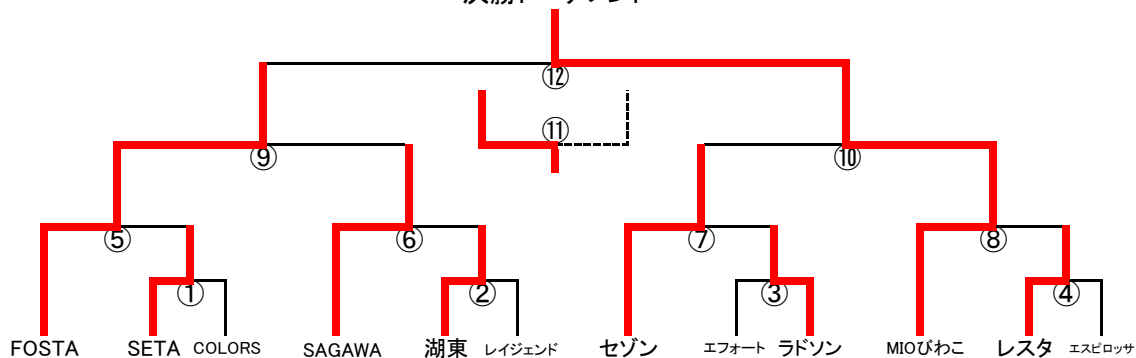 ⑫
⑪
⑨ ⑩
⑤ ⑥ ⑦ ⑧
① ② ③ ④
FOSTA SETA COLORS SAGAWA 湖東 レイジェンド セゾン エフォート ラドソン MIOびわこ レスタ エスピロッサ